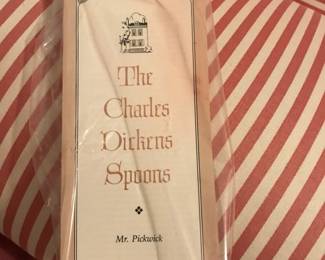 The
Charles
Dickens
Spoons
Mr. Pickwick